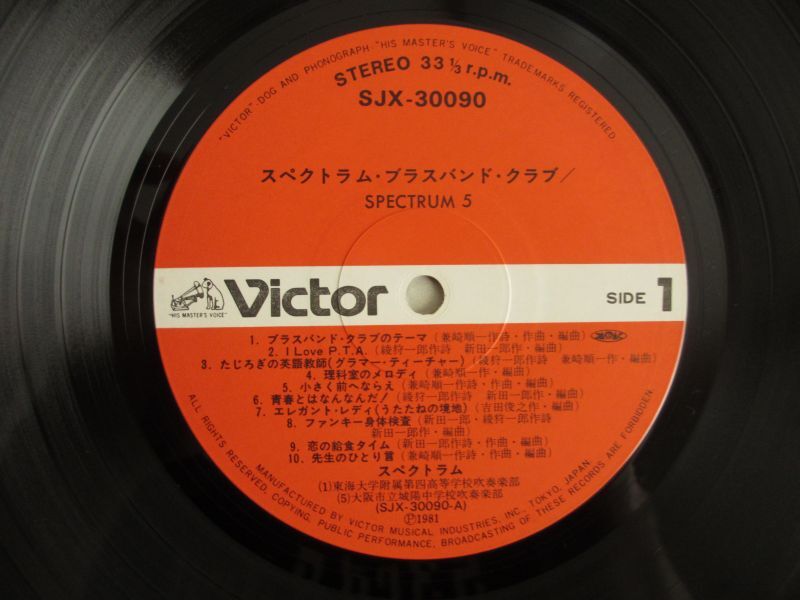 "VICTOR"-DOG AND PHONOGRAPH-"HIS MASTER'S VOICE" TRADEMARKS REGISTERED
STEREO 33 ⅓ r.p.m.
SJX-30090
スペクトラム・ブラスバンド・クラブ/
SPECTRUM 5
"HIS MASTER'S VOICE"
Victor
SIDE 1
1. ブラスバンド・クラブのテーマ(兼崎順一作詩・作曲・編曲)
2. I Love P.T.A.(綾狩一郎作詩 新田一郎作・編曲)
3. たじろぎの英語教師(グラマー・ティーチャー)(綾狩一郎作詩 兼崎順一作・編曲)
4. 理科室のメロディ(兼崎順一作・編曲)
5. 小さく前へならえ(兼崎順一作詩・作曲・編曲)
6. 青春とはなんなんだ!(綾狩一郎作詩 新田一郎作・編曲)
7. エレガント・レディ(うたたねの境地)(吉田俊之作・編曲)
8. ファンキー身体検査(新田一郎・綾狩一郎作詩
新田一郎作・編曲)
9. 恋の給食タイム(新田一郎作詩・作曲・編曲)
10. 先生のひとり言(兼崎順一作詩・作曲・編曲)
スペクトラム
(1)東海大学附属第四高等学校吹奏楽部
(5)大阪市立城陽中学校吹奏楽部
(SJX-30090-A)
Ⓟ1981
MANUFACTURED BY VICTOR MUSICAL INDUSTRIES, INC., TOKYO, JAPAN.
ALL RIGHTS RESERVED. COPYING, PUBLIC PERFORMANCE, BROADCASTING OF THESE RECORDS ARE FORBIDDEN.